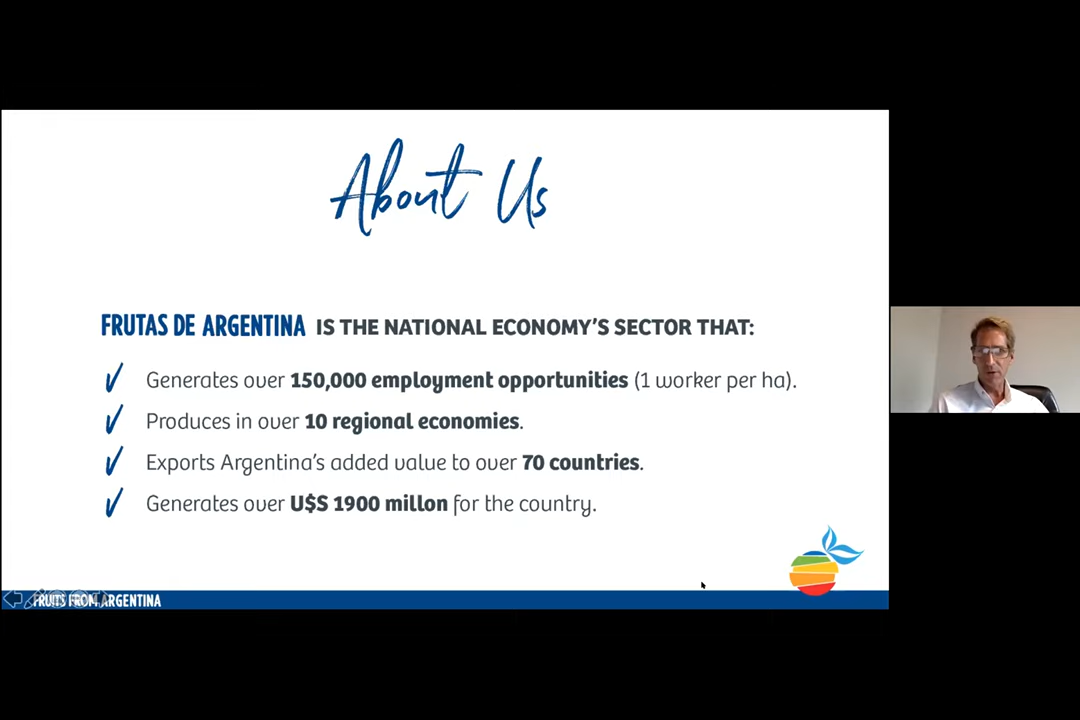 About Us
FRUTAS DE ARGENTINA IS THE NATIONAL ECONOMY'S SECTOR THAT:
Generates over 150,000 employment opportunities (1 worker per ha).
Produces in over 10 regional economies.
Exports Argentina's added value to over 70 countries.
Generates over U$S 1900 millon for the country.
FRUITS FROM ARGENTINA